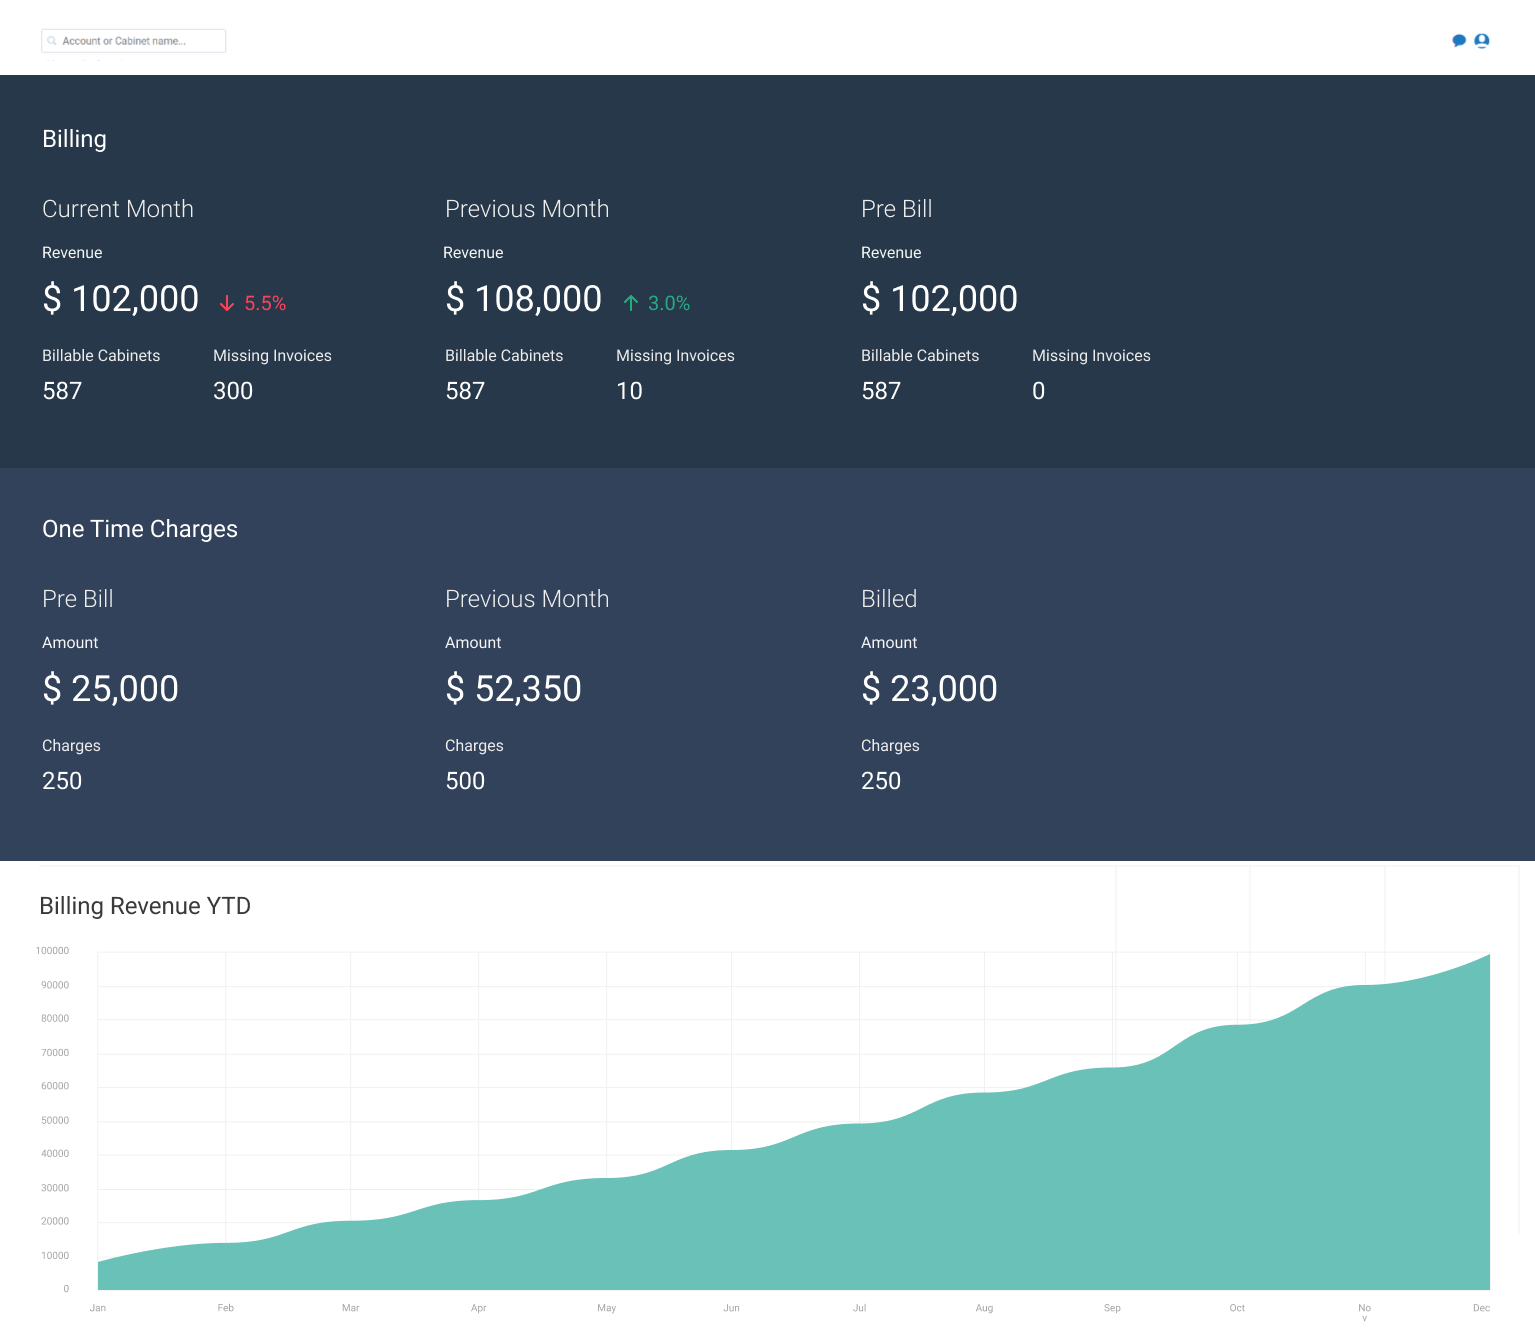 Account or Cabinet name...
Billing
Current Month
Previous Month
Pre Bill
Revenue
Revenue
Revenue
$ 102,000 ↓ 5.5%
$ 108,000 ↑ 3.0%
$ 102,000
Billable Cabinets
Missing Invoices
Billable Cabinets
Missing Invoices
Billable Cabinets
Missing Invoices
587
300
587
10
587
0
One Time Charges
Pre Bill
Previous Month
Billed
Amount
Amount
Amount
$ 25,000
$ 52,350
$ 23,000
Charges
Charges
Charges
250
500
250
Billing Revenue YTD
100000
90000
80000
70000
60000
50000
40000
30000
20000
10000
0
Jan
Feb
Mar
Apr
May
Jun
Jul
Aug
Sep
Oct
No
v
Dec